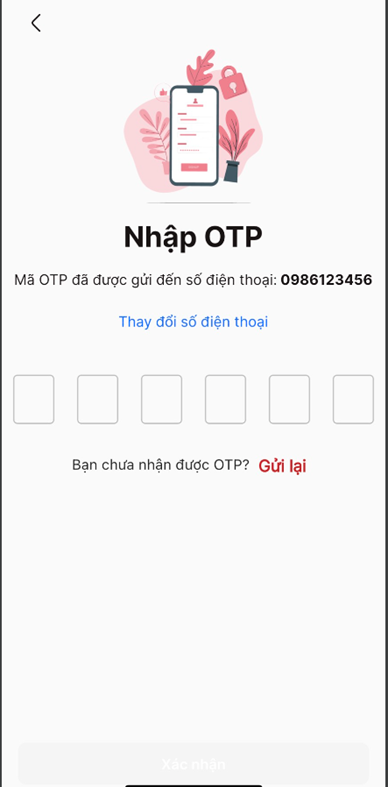 Nhập OTP
Mã OTP đã được gửi đến số điện thoại: 0986123456
Thay đổi số điện thoại
Bạn chưa nhận được OTP? Gửi lại
Xác nhận